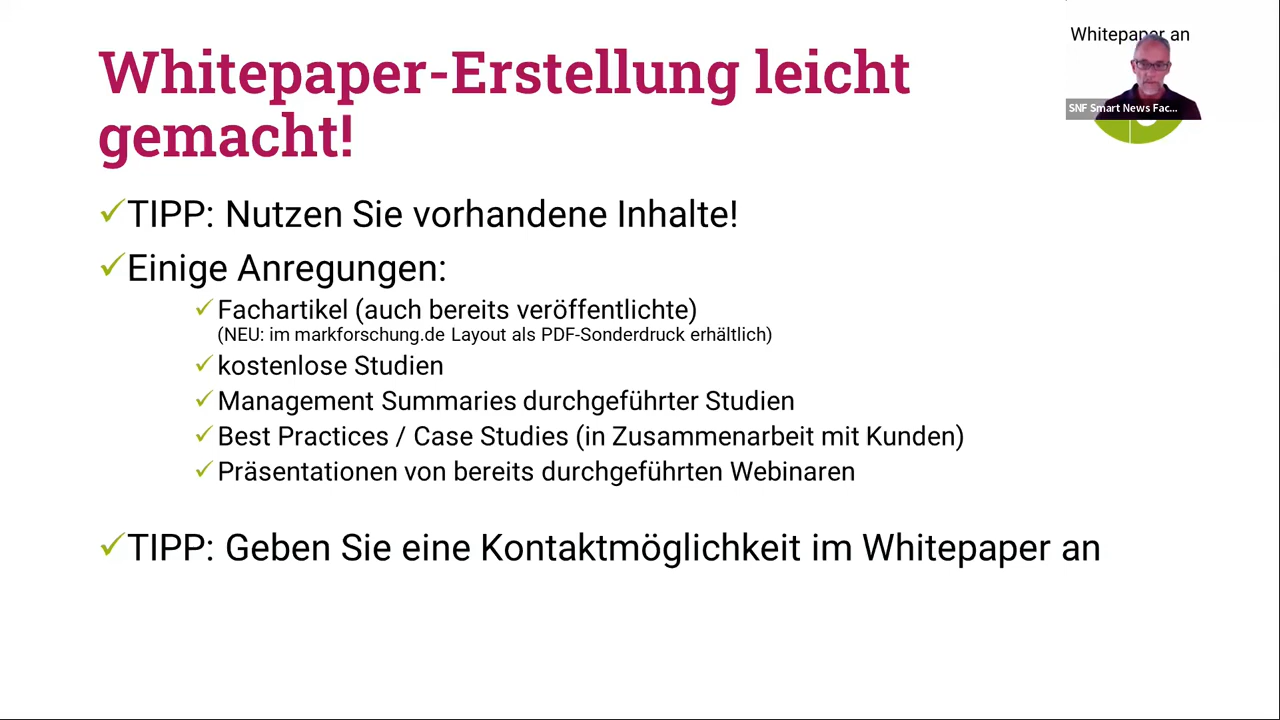 Whitepaper an
SNF Smart News Fac...
Whitepaper-Erstellung leicht
gemacht!
TIPP: Nutzen Sie vorhandene Inhalte!
Einige Anregungen:
Fachartikel (auch bereits veröffentlichte)
(NEU: im markforschung.de Layout als PDF-Sonderdruck erhältlich)
kostenlose Studien
Management Summaries durchgeführter Studien
Best Practices / Case Studies (in Zusammenarbeit mit Kunden)
Präsentationen von bereits durchgeführten Webinaren
TIPP: Geben Sie eine Kontaktmöglichkeit im Whitepaper an